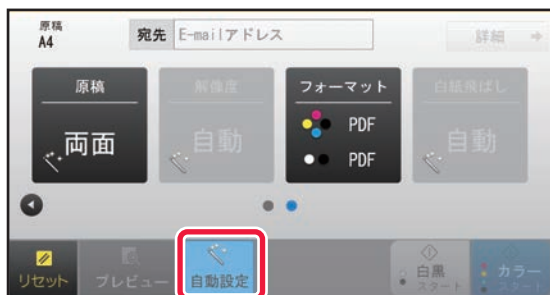 原稿
A4
宛先 E-mailアドレス
詳細
原稿
両面
解像度
自動
フォーマット
PDF
PDF
白紙飛ばし
自動
リセット
プレビュー
自動設定
白黒
スタート
カラー
スタート